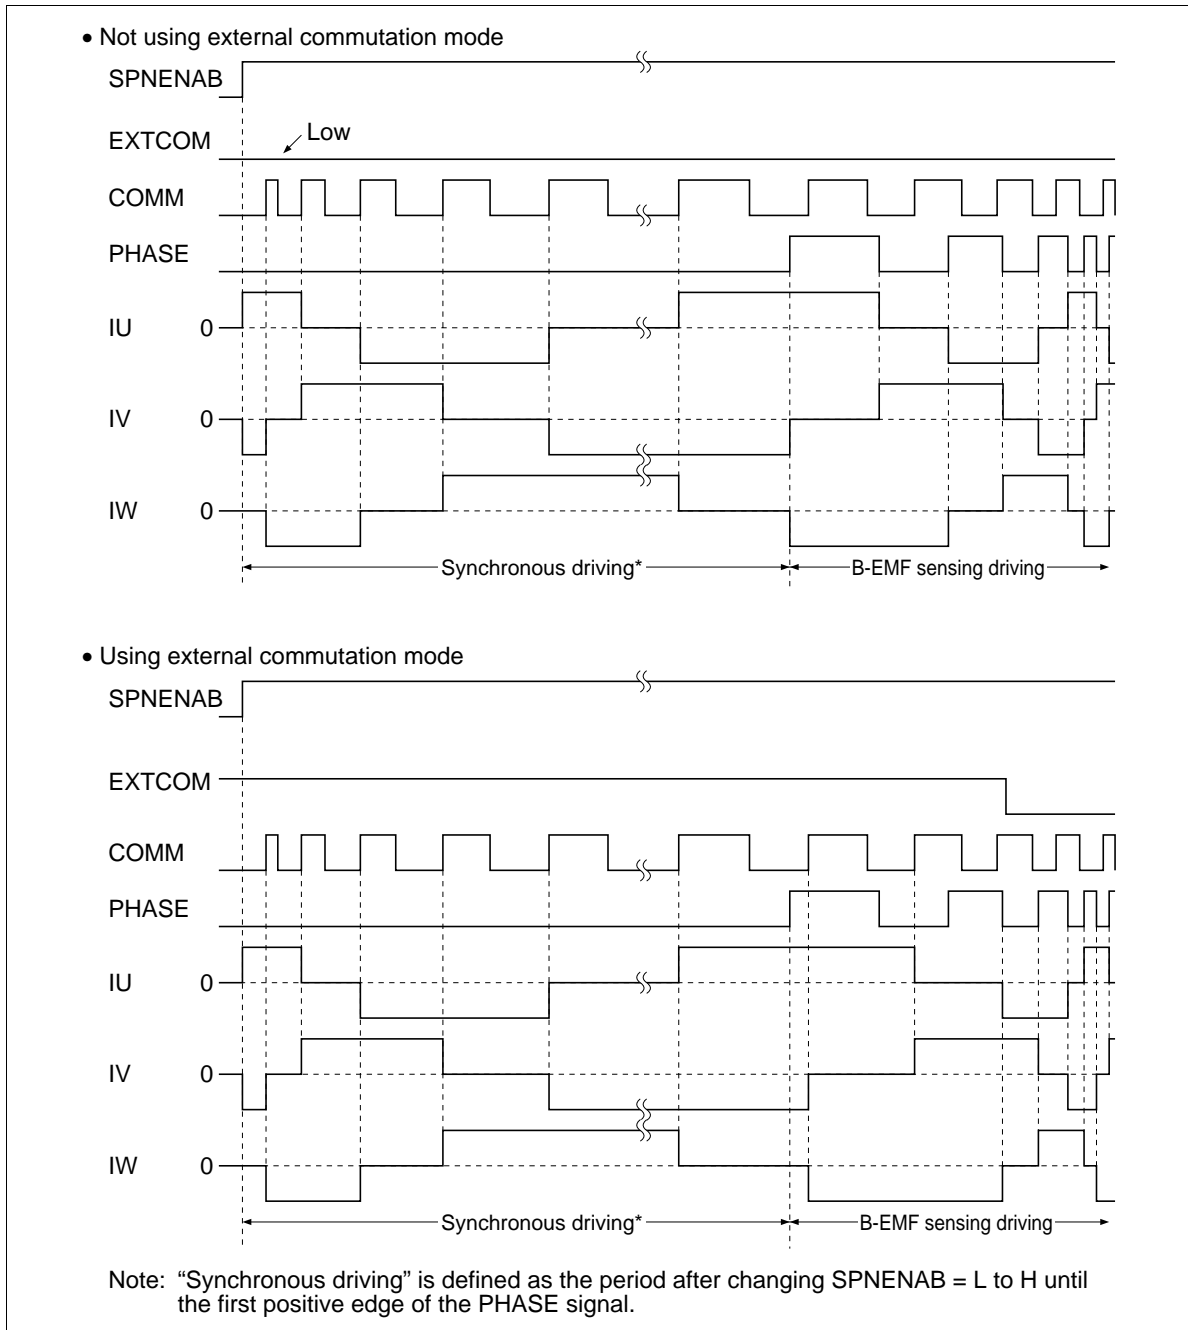 • Not using external commutation mode
SPNENAB
EXTCOM
Low
COMM
PHASE
IU 0
IV 0
IW 0
Synchronous driving* B-EMF sensing driving
• Using external commutation mode
SPNENAB
EXTCOM
COMM
PHASE
IU 0
IV 0
IW 0
Synchronous driving* B-EMF sensing driving
Note: “Synchronous driving” is defined as the period after changing SPNENAB = L to H until
the first positive edge of the PHASE signal.